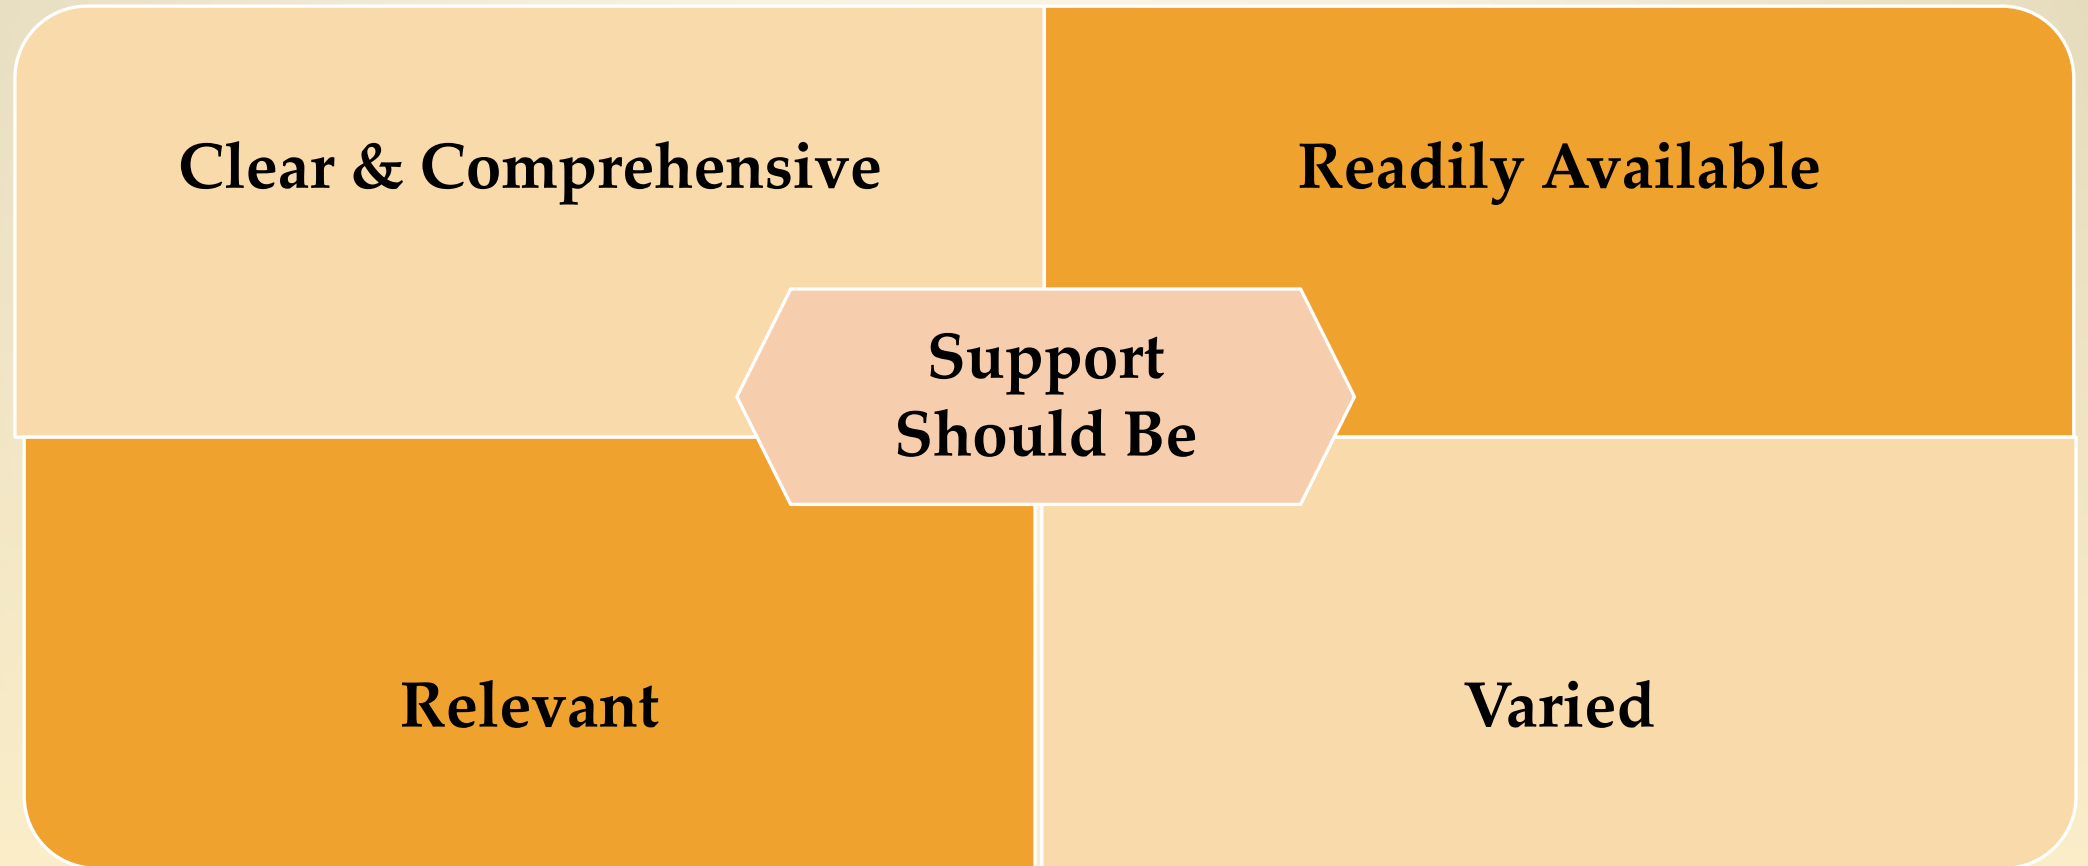 Clear & Comprehensive
Readily Available
Support
Should Be
Relevant
Varied